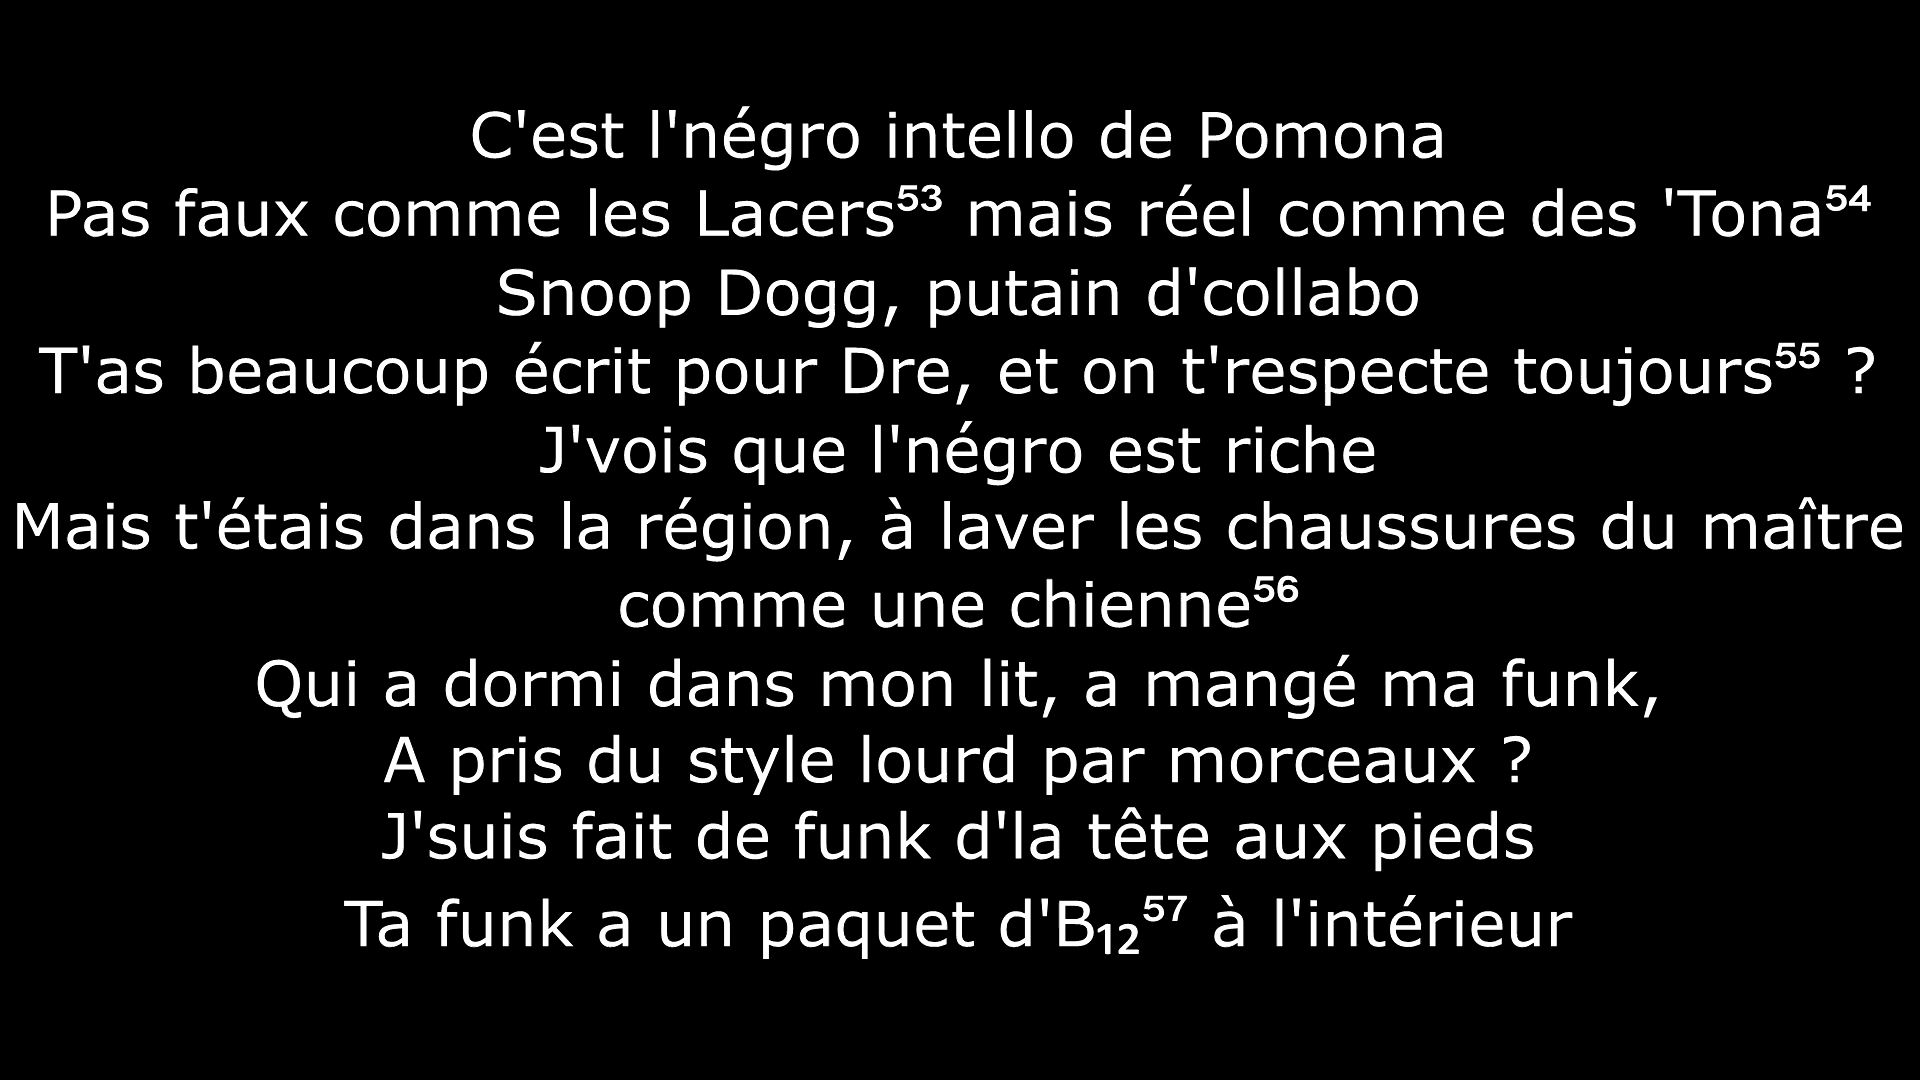 C'est l'négro intello de Pomona
Pas faux comme les Lacers⁵³ mais réel comme des 'Tona⁵⁴
Snoop Dogg, putain d'collabo
T'as beaucoup écrit pour Dre, et on t'respecte toujours⁵⁵ ?
J'vois que l'négro est riche
Mais t'étais dans la région, à laver les chaussures du maître
comme une chienne⁵⁶
Qui a dormi dans mon lit, a mangé ma funk,
A pris du style lourd par morceaux ?
J'suis fait de funk d'la tête aux pieds
Ta funk a un paquet d'B₁₂⁵⁷ à l'intérieur